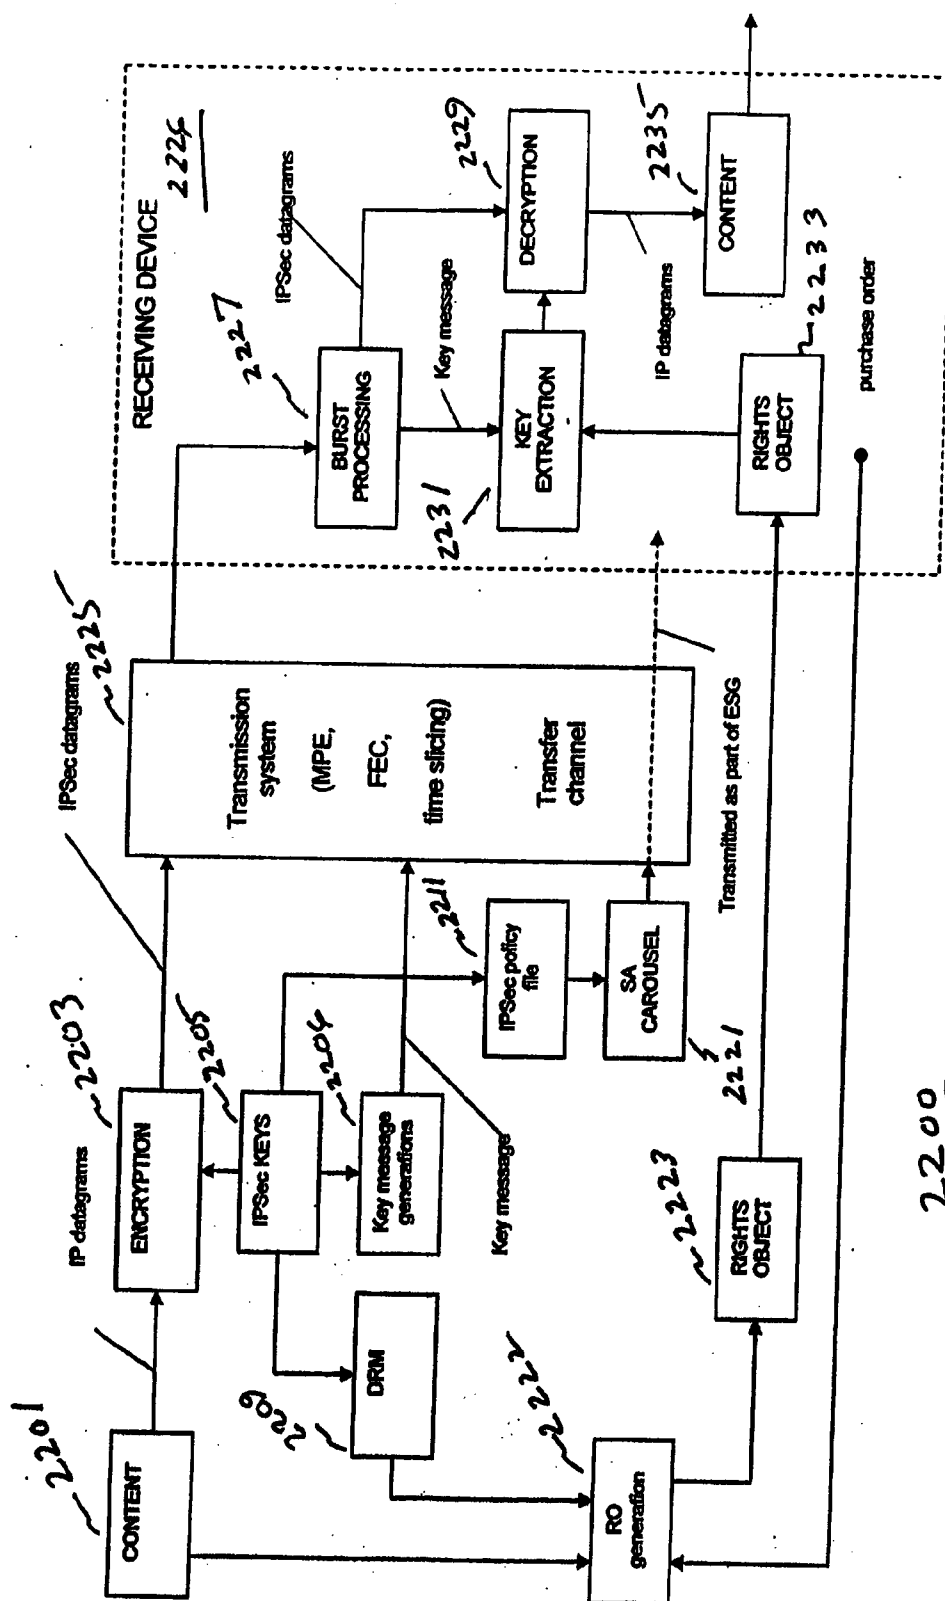 2201
CONTENT
IP datagrams
2203
ENCRYPTION
IPSec datagrams
2205
IPSec KEYS
2204
Key message
generations
Key message
DRM
2209
2222
RO
generation
2223
RIGHTS
OBJECT
2211
IPSec policy
file
SA
CAROUSEL
2221
Transmitted as part of ESG
2225
Transmission
system
(MPE,
FEC,
time slicing)
Transfer
channel
RECEIVING DEVICE
2226
2227
BURST
PROCESSING
IPSec datagrams
Key message
2229
DECRYPTION
2231
KEY
EXTRACTION
IP datagrams
2235
CONTENT
RIGHTS
OBJECT
2233
purchase order
2200